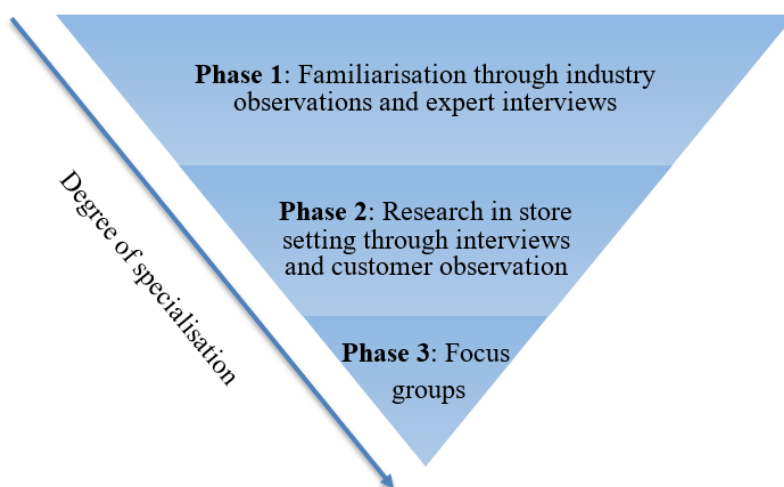 Phase 1: Familiarisation through industry
observations and expert interviews
Phase 2: Research in store
setting through interviews
and customer observation
Phase 3: Focus
groups
Degree of specialisation